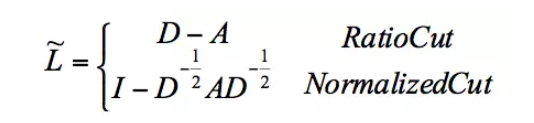 L̃ = { D − A    RatioCut
I − D^{-1/2} A D^{-1/2}    NormalizedCut